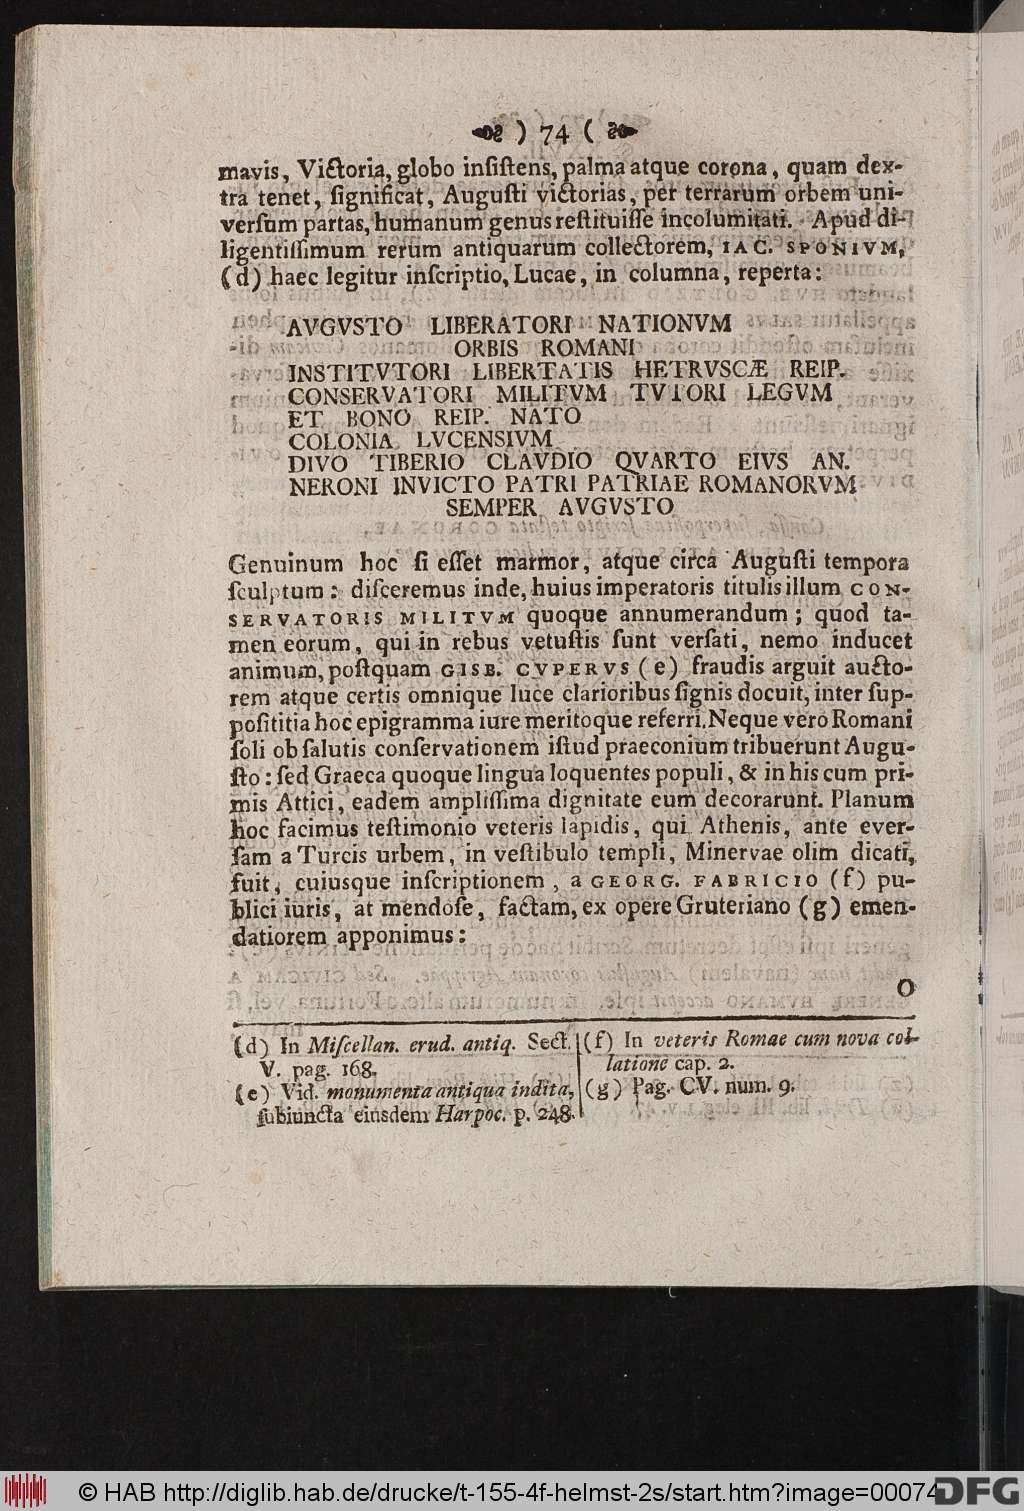 ) 74 (
mavis, Victoria, globo inſiſtens, palma atque corona, quam dex-
tra tenet, ſignificat, Auguſti victorias, per terrarum orbem uni-
verſum partas, humanum genus reſtituiſſe incolumitati. Apud di-
ligentiſſimum rerum antiquarum collectorem, IAC. SPONIVM,
(d) haec legitur inſcriptio, Lucae, in columna, reperta:
AVGVSTO LIBERATORI NATIONVM
ORBIS ROMANI
INSTITVTORI LIBERTATIS HETRVSCÆ REIP.
CONSERVATORI MILITVM TVTORI LEGVM
ET BONO REIP. NATO
COLONIA LVCENSIVM
DIVO TIBERIO CLAVDIO QVARTO EIVS AN.
NERONI INVICTO PATRI PATRIAE ROMANORVM
SEMPER AVGVSTO
Genuinum hoc ſi eſſet marmor, atque circa Auguſti tempora
ſculptum: diſceremus inde, huius imperatoris titulis illum CON-
SERVATORIS MILITVM quoque annumerandum; quod ta-
men eorum, qui in rebus vetuſtis ſunt verſati, nemo inducet
animum, poſtquam GISB. CVPERVS (e) fraudis arguit aucto-
rem atque certis omnique luce clarioribus ſignis docuit, inter ſup-
poſititia hoc epigramma iure meritoque referri. Neque vero Romani
ſoli ob ſalutis conſervationem iſtud praeconium tribuerunt Augu-
ſto: ſed Graeca quoque lingua loquentes populi, & in his cum pri-
mis Attici, eadem ampliſſima dignitate eum decorarunt. Planum
hoc facimus teſtimonio veteris lapidis, qui Athenis, ante ever-
ſam a Turcis urbem, in veſtibulo templi, Minervae olim dicati,
fuit, cuiusque inſcriptionem, a GEORG. FABRICIO (f) pu-
blici iuris, at mendoſe, factam, ex opere Gruteriano (g) emen-
datiorem apponimus:
O
(d) In Miſcellan. erud. antiq. Sect.
V. pag. 168.
(e) Vid. monumenta antiqua indita,
ſubiuncta eiusdem Harpoc. p. 248.
(f) In veteris Romae cum nova col-
latione cap. 2.
(g) Pag. CV. num. 9.
© HAB http://diglib.hab.de/drucke/t-155-4f-helmst-2s/start.htm?image=00074
DFG